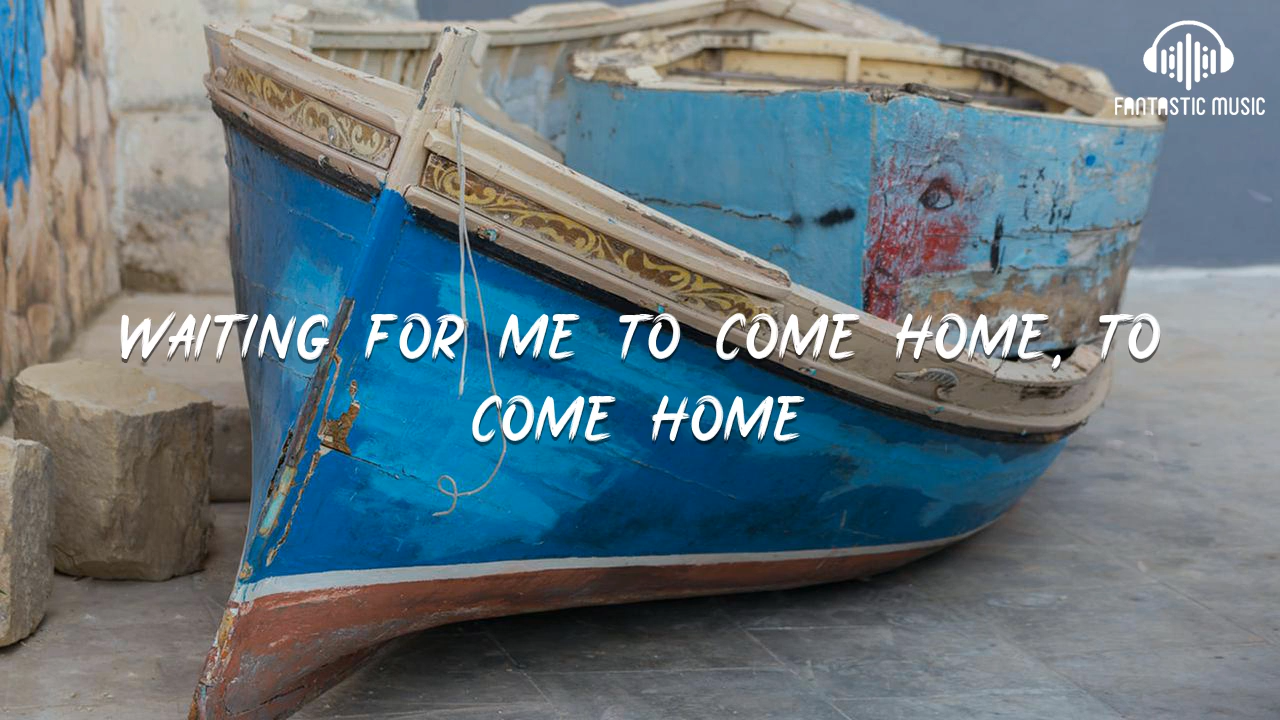 FANTASTIC MUSIC
WAITING FOR ME TO COME HOME, TO
COME HOME